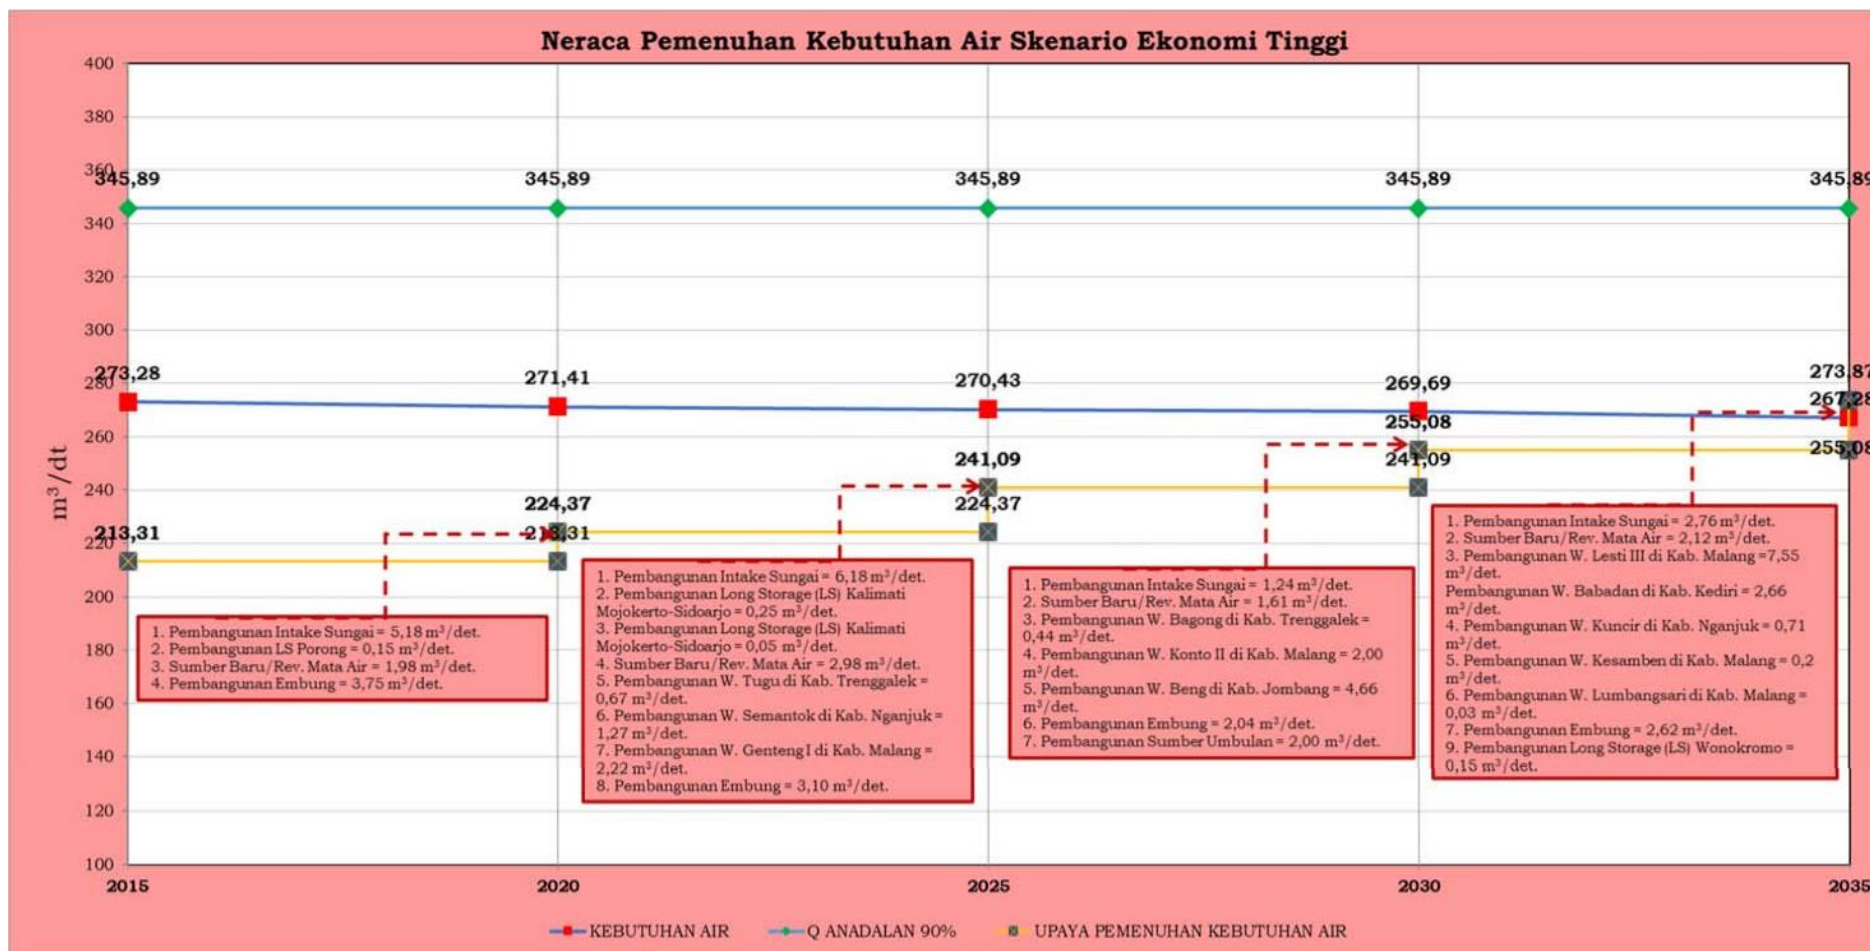 Neraca Pemenuhan Kebutuhan Air Skenario Ekonomi Tinggi
m³/dt
400
380
360
340
320
300
280
260
240
220
200
180
160
140
120
100
345,89
345,89
345,89
345,89
345,89
273,28
271,41
270,43
269,69
273,87
267,28
255,08
255,08
241,09
241,09
224,37
224,37
213,31
213,31
1. Pembangunan Intake Sungai = 5,18 m³/det.
2. Pembangunan LS Porong = 0,15 m³/det.
3. Sumber Baru/Rev. Mata Air = 1,98 m³/det.
4. Pembangunan Embung = 3,75 m³/det.
1. Pembangunan Intake Sungai = 6,18 m³/det.
2. Pembangunan Long Storage (LS) Kalimati
Mojokerto-Sidoarjo = 0,25 m³/det.
3. Pembangunan Long Storage (LS) Kalimati
Mojokerto-Sidoarjo = 0,05 m³/det.
4. Sumber Baru/Rev. Mata Air = 2,98 m³/det.
5. Pembangunan W. Tugu di Kab. Trenggalek =
0,67 m³/det.
6. Pembangunan W. Semantok di Kab. Nganjuk =
1,27 m³/det.
7. Pembangunan W. Genteng I di Kab. Malang =
2,22 m³/det.
8. Pembangunan Embung = 3,10 m³/det.
1. Pembangunan Intake Sungai = 1,24 m³/det.
2. Sumber Baru/Rev. Mata Air = 1,61 m³/det.
3. Pembangunan W. Bagong di Kab. Trenggalek =
0,44 m³/det.
4. Pembangunan W. Konto II di Kab. Malang = 2,00
m³/det.
5. Pembangunan W. Beng di Kab. Jombang = 4,66
m³/det.
6. Pembangunan Embung = 2,04 m³/det.
7. Pembangunan Sumber Umbulan = 2,00 m³/det.
1. Pembangunan Intake Sungai = 2,76 m³/det.
2. Sumber Baru/Rev. Mata Air = 2,12 m³/det.
3. Pembangunan W. Lesti III di Kab. Malang =7,55
m³/det.
Pembangunan W. Babadan di Kab. Kediri = 2,66
m³/det.
4. Pembangunan W. Kuncir di Kab. Nganjuk = 0,71
m³/det.
5. Pembangunan W. Kesamben di Kab. Malang = 0,2
m³/det.
6. Pembangunan W. Lumbangsari di Kab. Malang =
0,03 m³/det.
7. Pembangunan Embung = 2,62 m³/det.
9. Pembangunan Long Storage (LS) Wonokromo =
0,15 m³/det.
2015
2020
2025
2030
2035
KEBUTUHAN AIR
Q ANADALAN 90%
UPAYA PEMENUHAN KEBUTUHAN AIR